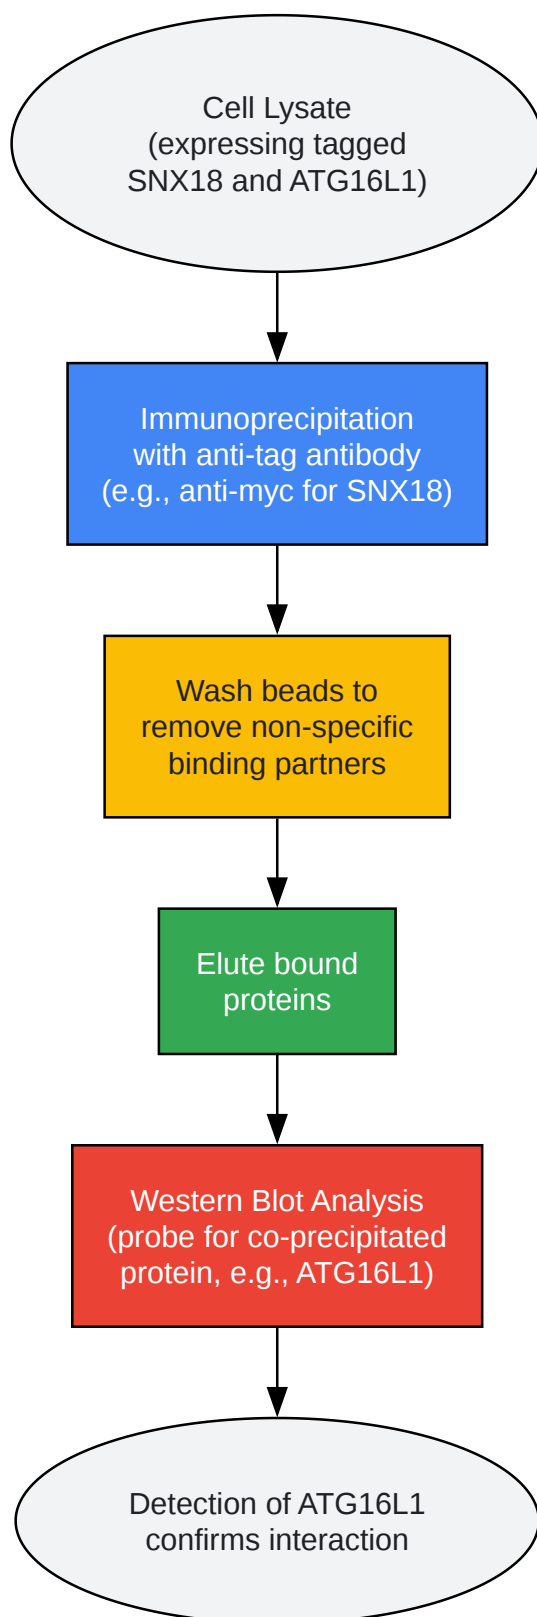 Cell Lysate
(expressing tagged
SNX18 and ATG16L1)
Immunoprecipitation
with anti-tag antibody
(e.g., anti-myc for SNX18)
Wash beads to
remove non-specific
binding partners
Elute bound
proteins
Western Blot Analysis
(probe for co-precipitated
protein, e.g., ATG16L1)
Detection of ATG16L1
confirms interaction